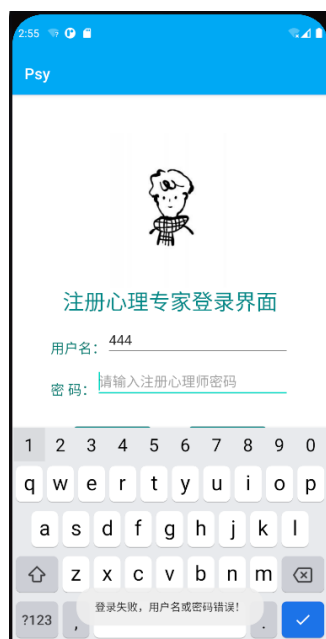 2:55
Psy
注册心理专家登录界面
用户名： 444
密 码： 请输入注册心理师密码
1 2 3 4 5 6 7 8 9 0
q w e r t y u i o p
a s d f g h j k l
z x c v b n m
登录失败，用户名或密码错误！
?123 , .